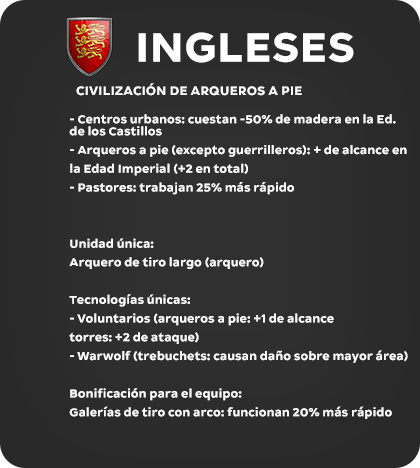 INGLESES
CIVILIZACIÓN DE ARQUEROS A PIE
- Centros urbanos: cuestan -50% de madera en la Ed.
de los Castillos
- Arqueros a pie (excepto guerrilleros): + de alcance en
la Edad Imperial (+2 en total)
- Pastores: trabajan 25% más rápido
Unidad única:
Arquero de tiro largo (arquero)
Tecnologías únicas:
- Voluntarios (arqueros a pie: +1 de alcance
torres: +2 de ataque)
- Warwolf (trebuchets: causan daño sobre mayor área)
Bonificación para el equipo:
Galerías de tiro con arco: funcionan 20% más rápido